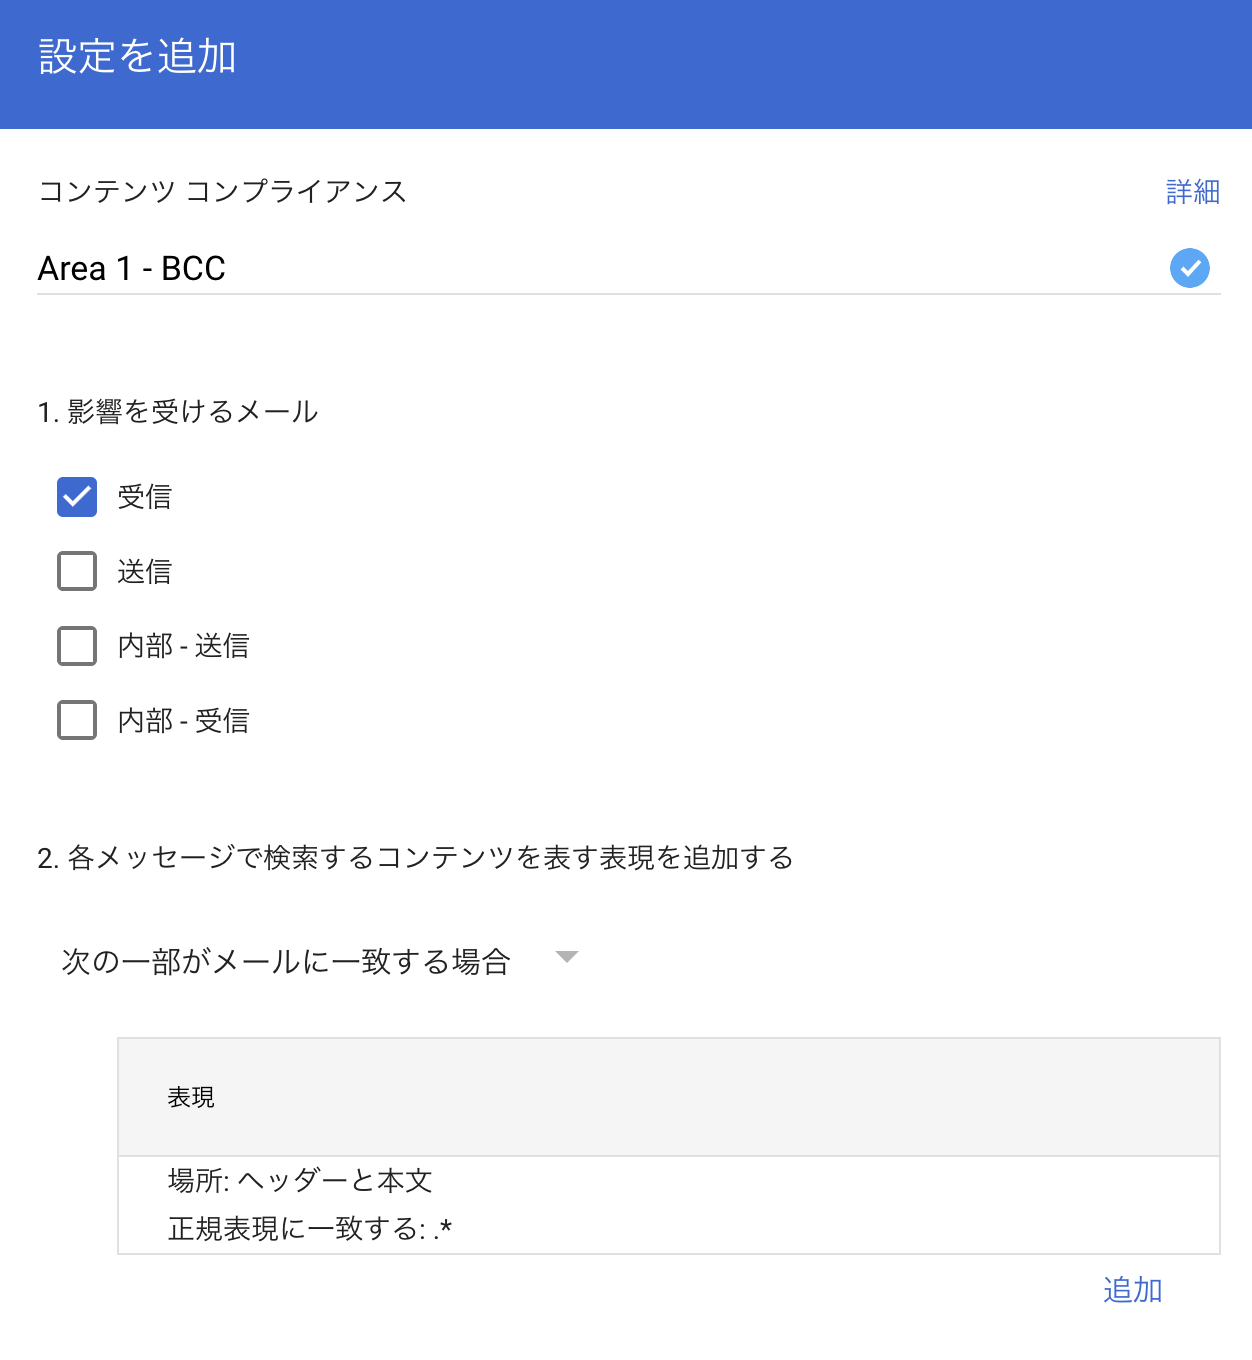 設定を追加
コンテンツ コンプライアンス
詳細
Area 1 - BCC
1. 影響を受けるメール
受信
送信
内部 - 送信
内部 - 受信
2. 各メッセージで検索するコンテンツを表す表現を追加する
次の一部がメールに一致する場合
表現
場所: ヘッダーと本文
正規表現に一致する: .*
追加